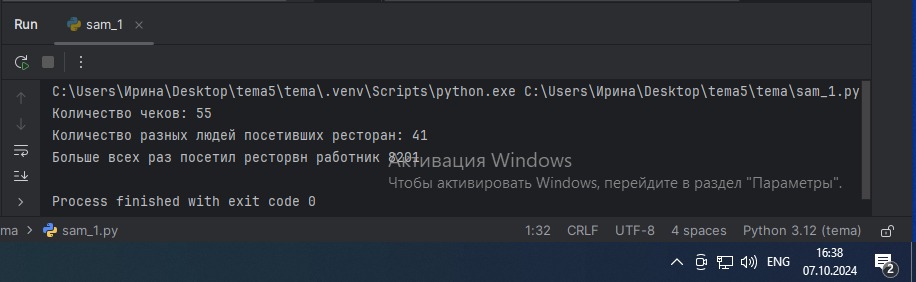 Run sam_1
C:\Users\Ирина\Desktop\tema5\tema\.venv\Scripts\python.exe C:\Users\Ирина\Desktop\tema5\tema\sam_1.py
Количество чеков: 55
Количество разных людей посетивших ресторан: 41
Больше всех раз посетил ресторвн работник 8201
Активация Windows
Чтобы активировать Windows, перейдите в раздел "Параметры".
Process finished with exit code 0
ma > sam_1.py 1:32 CRLF UTF-8 4 spaces Python 3.12 (tema)
ENG 16:38
07.10.2024 2